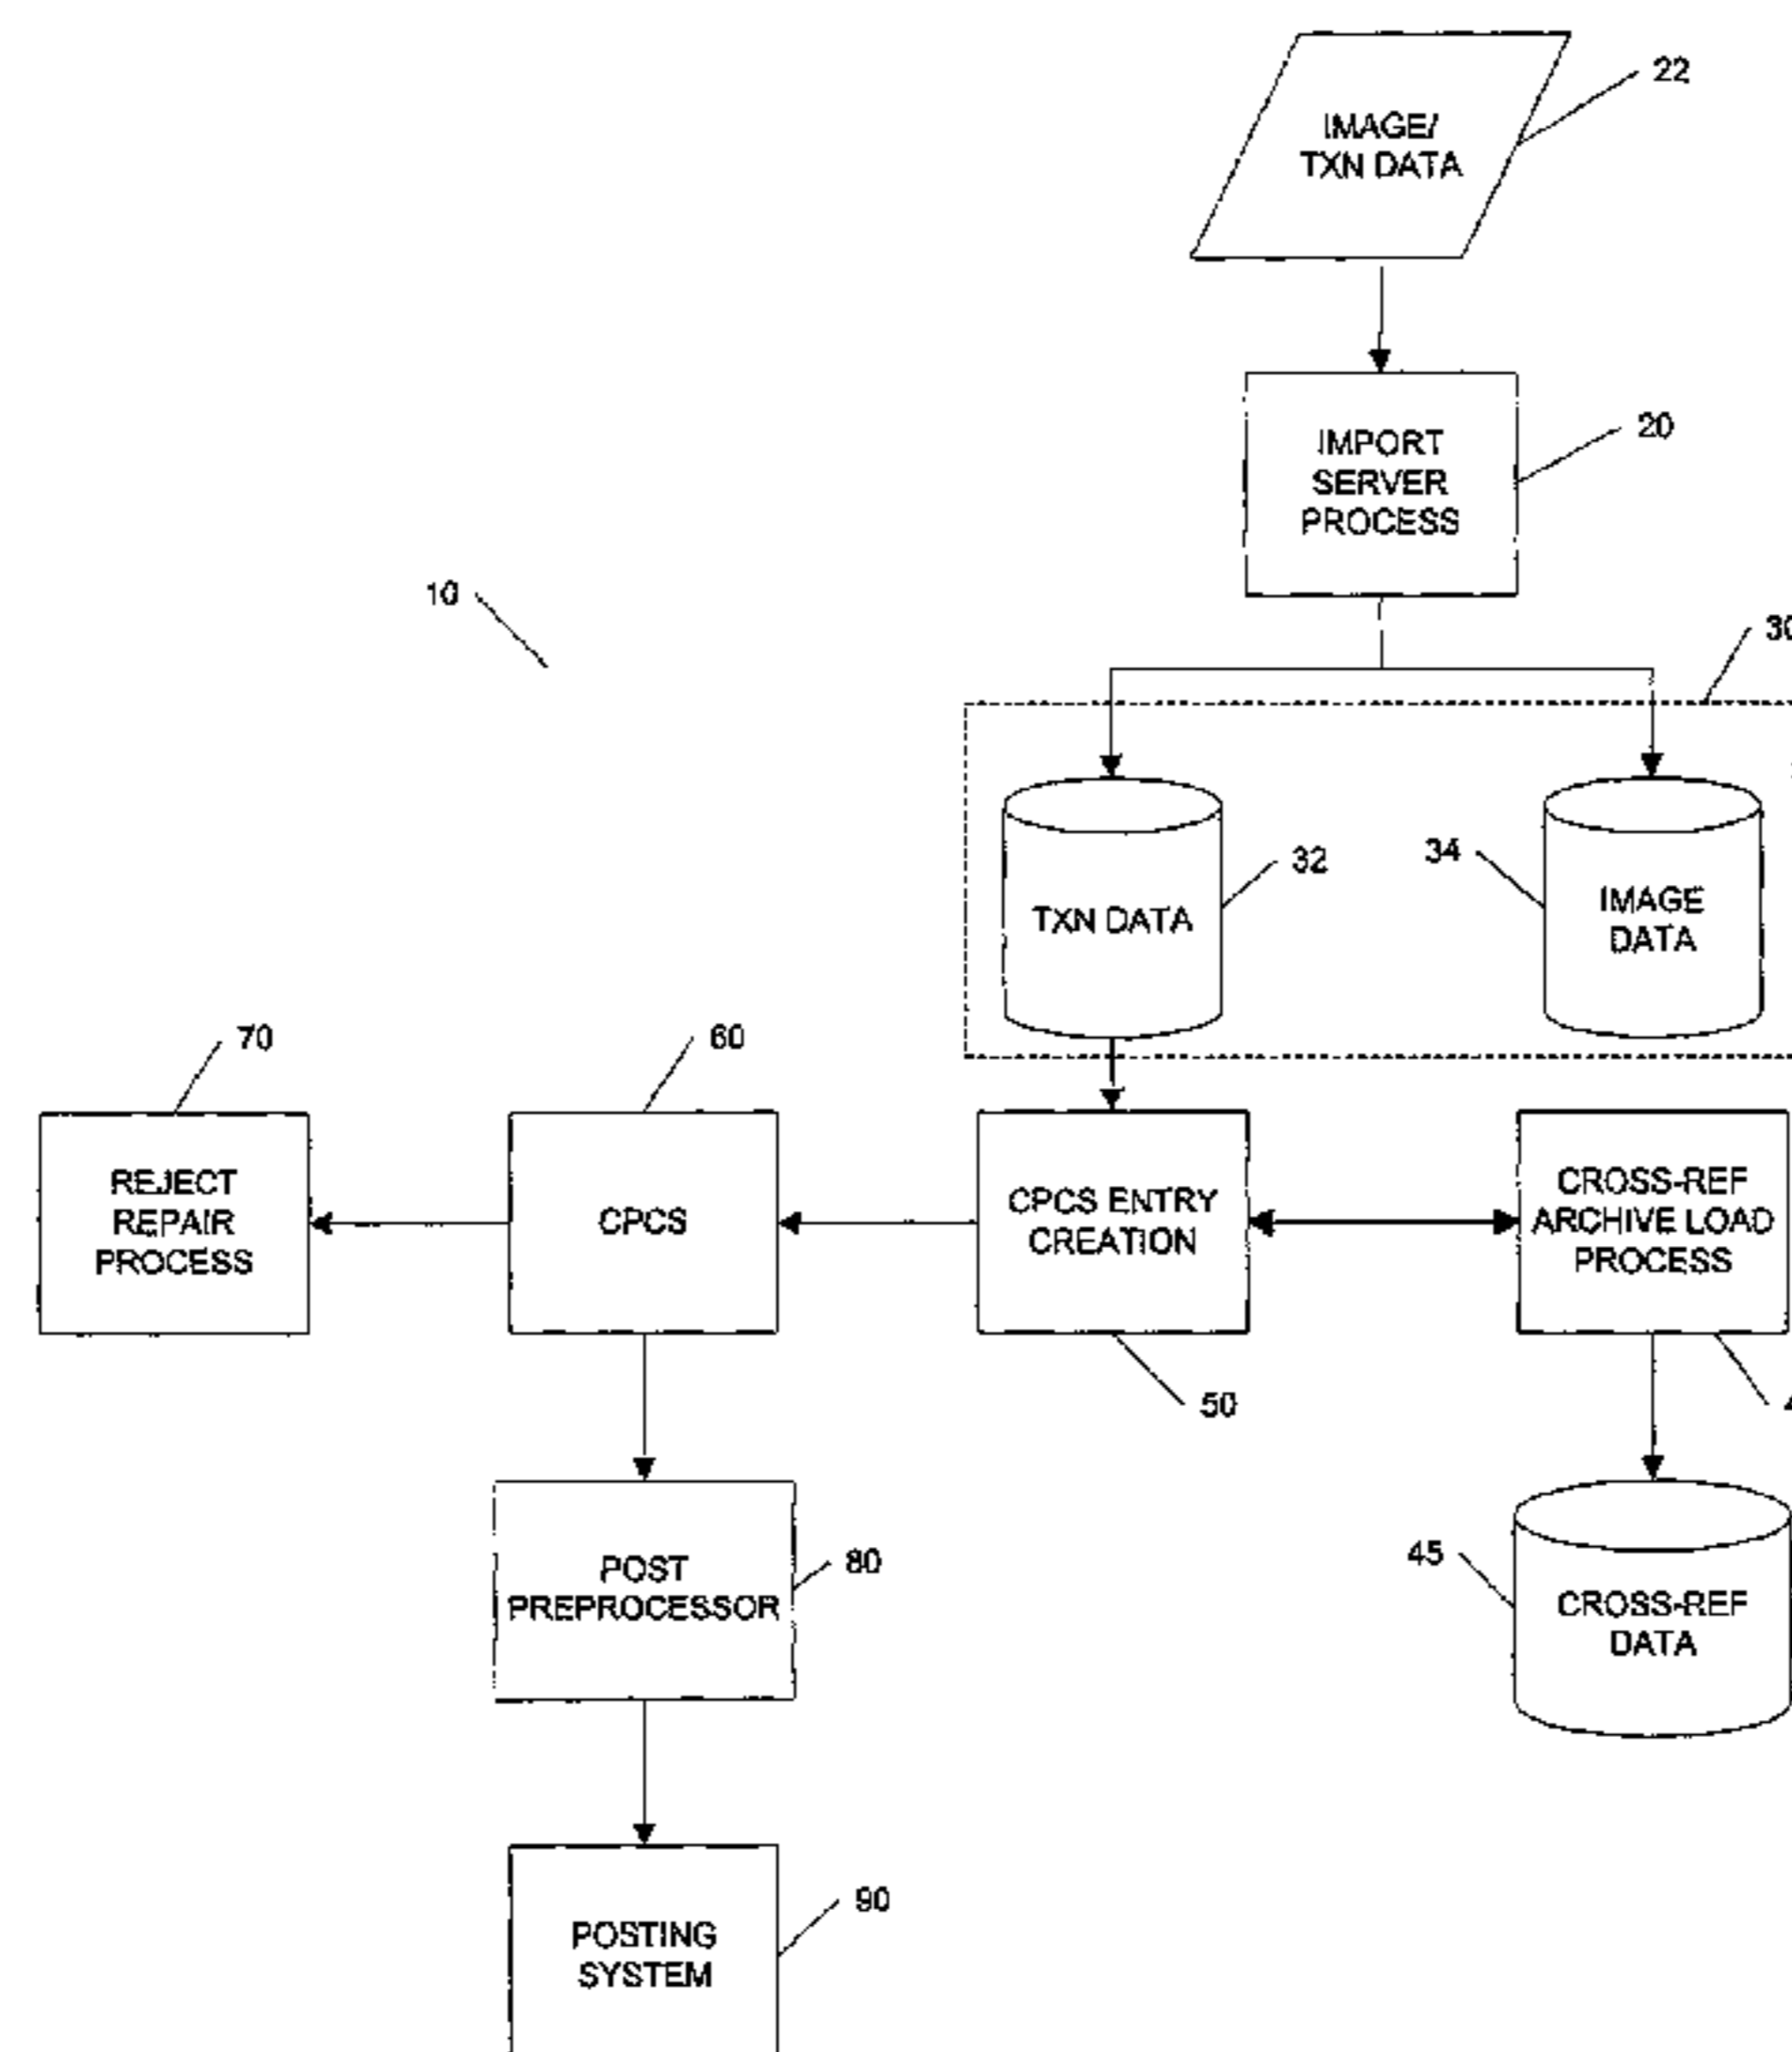 22
IMAGE/
TXN DATA
20
IMPORT
SERVER
PROCESS
10
30
32
34
TXN DATA
IMAGE
DATA
70
60
REJECT
REPAIR
PROCESS
CPCS
CPCS ENTRY
CREATION
CROSS-REF
ARCHIVE LOAD
PROCESS
50
45
POST
PREPROCESSOR
80
CROSS-REF
DATA
90
POSTING
SYSTEM